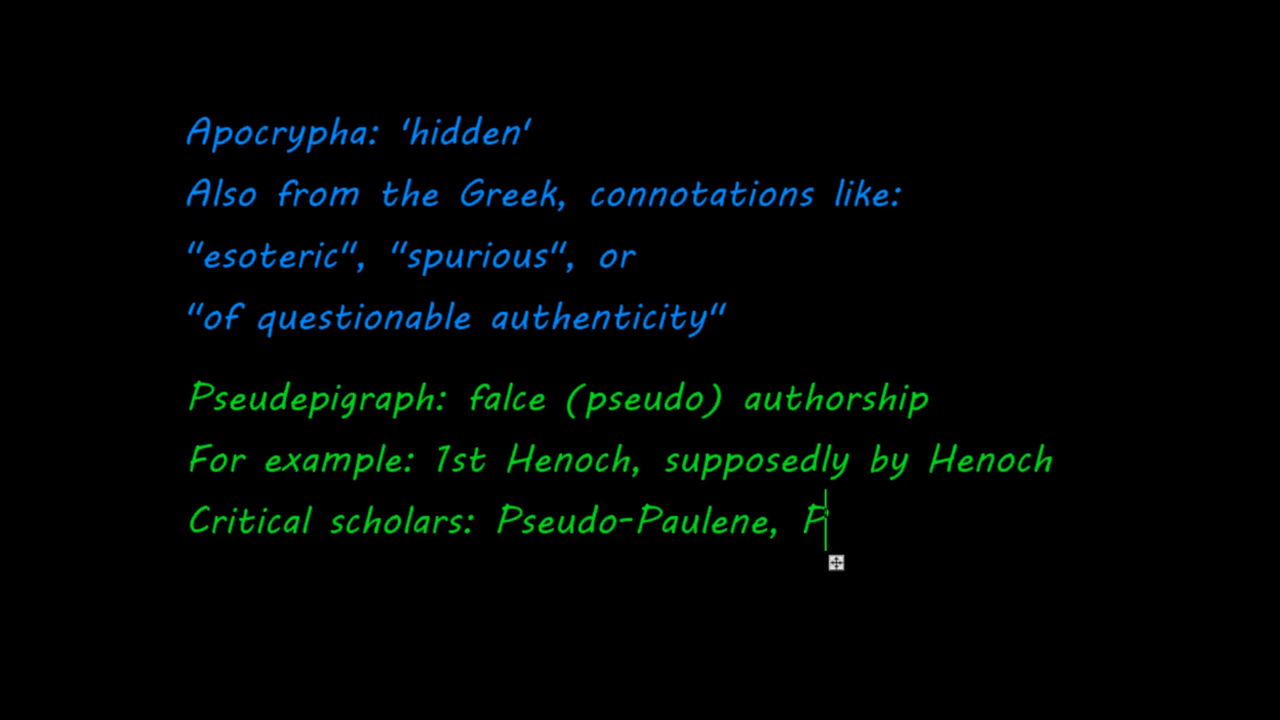 Apocrypha: 'hidden'
Also from the Greek, connotations like:
"esoteric", "spurious", or
"of questionable authenticity"
Pseudepigraph: falce (pseudo) authorship
For example: 1st Henoch, supposedly by Henoch
Critical scholars: Pseudo-Paulene, P